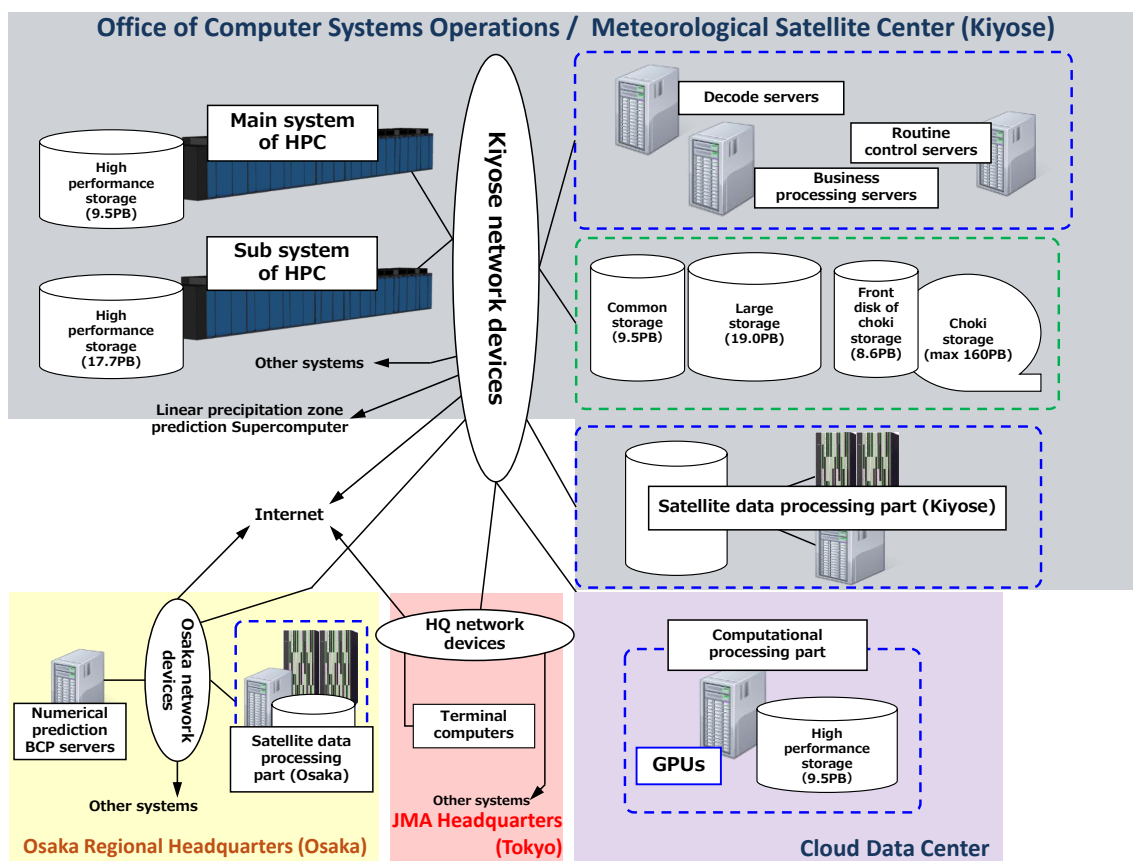 Office of Computer Systems Operations / Meteorological Satellite Center (Kiyose)
Main system
of HPC
High
performance
storage
(9.5PB)
Sub system
of HPC
High
performance
storage
(17.7PB)
Kiyose network devices
Decode servers
Routine
control servers
Business
processing servers
Common
storage
(9.5PB)
Large
storage
(19.0PB)
Front
disk of
choki
storage
(8.6PB)
Choki
storage
(max 160PB)
Other systems
Linear precipitation zone
prediction Supercomputer
Satellite data processing part (Kiyose)
Internet
Osaka network
devices
Numerical
prediction
BCP servers
Satellite data
processing
part (Osaka)
Other systems
Osaka Regional Headquarters (Osaka)
HQ network
devices
Terminal
computers
Other systems
JMA Headquarters
(Tokyo)
Computational
processing part
GPUs
High
performance
storage
(9.5PB)
Cloud Data Center